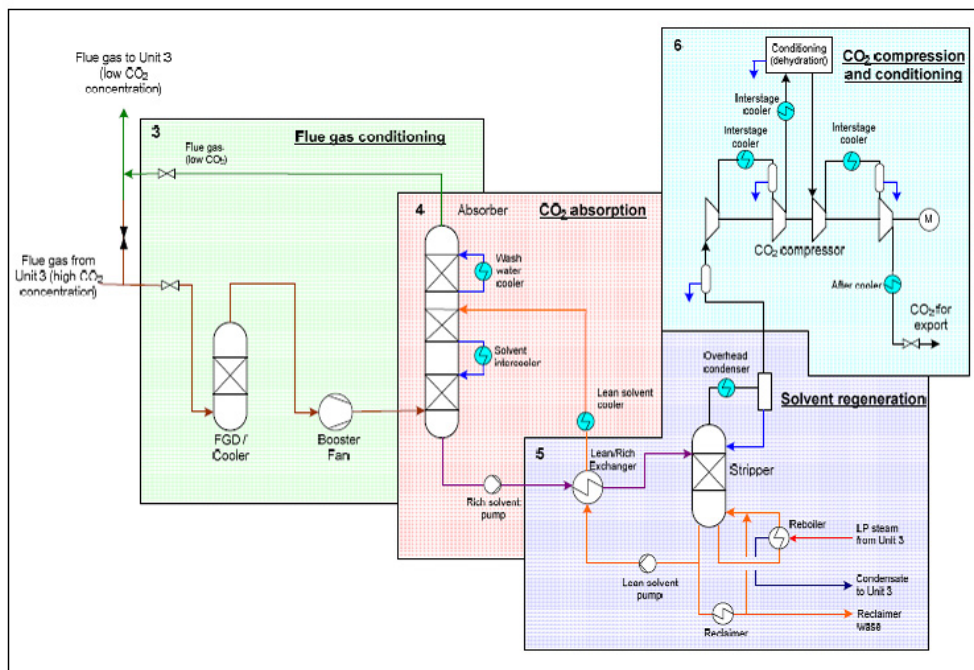 Flue gas to Unit 3
(low CO2
concentration)
3
Flue gas conditioning
Flue gas
(low CO2)
Flue gas from
Unit 3 (high CO2
concentration)
FGD /
Cooler
Booster
Fan
4
Absorber
CO2 absorption
Wash
water
cooler
Solvent
intercooler
Lean solvent
cooler
Rich solvent
pump
5
Solvent regeneration
Overhead
condenser
Lean/Rich
Exchanger
Stripper
Reboiler
LP steam
from Unit 3
Lean solvent
pump
Condensate
to Unit 3
Reclaimer
Reclaimer
wase
6
CO2 compression
and conditioning
Conditioning
(dehydration)
Interstage
cooler
Interstage
cooler
Interstage
cooler
M
CO2 compressor
After cooler
CO2 for
export